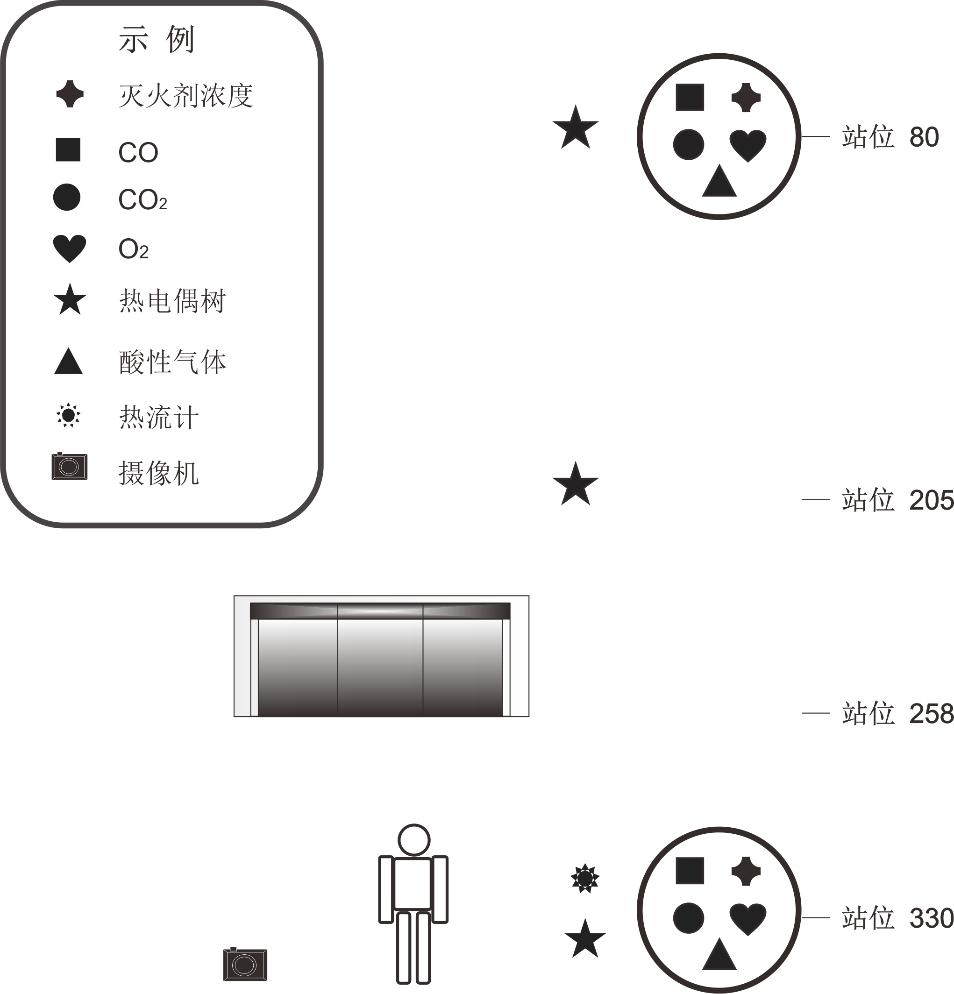 示 例
灭火剂浓度
CO
CO₂
O₂
热电偶树
酸性气体
热流计
摄像机
站位 80
站位 205
站位 258
站位 330